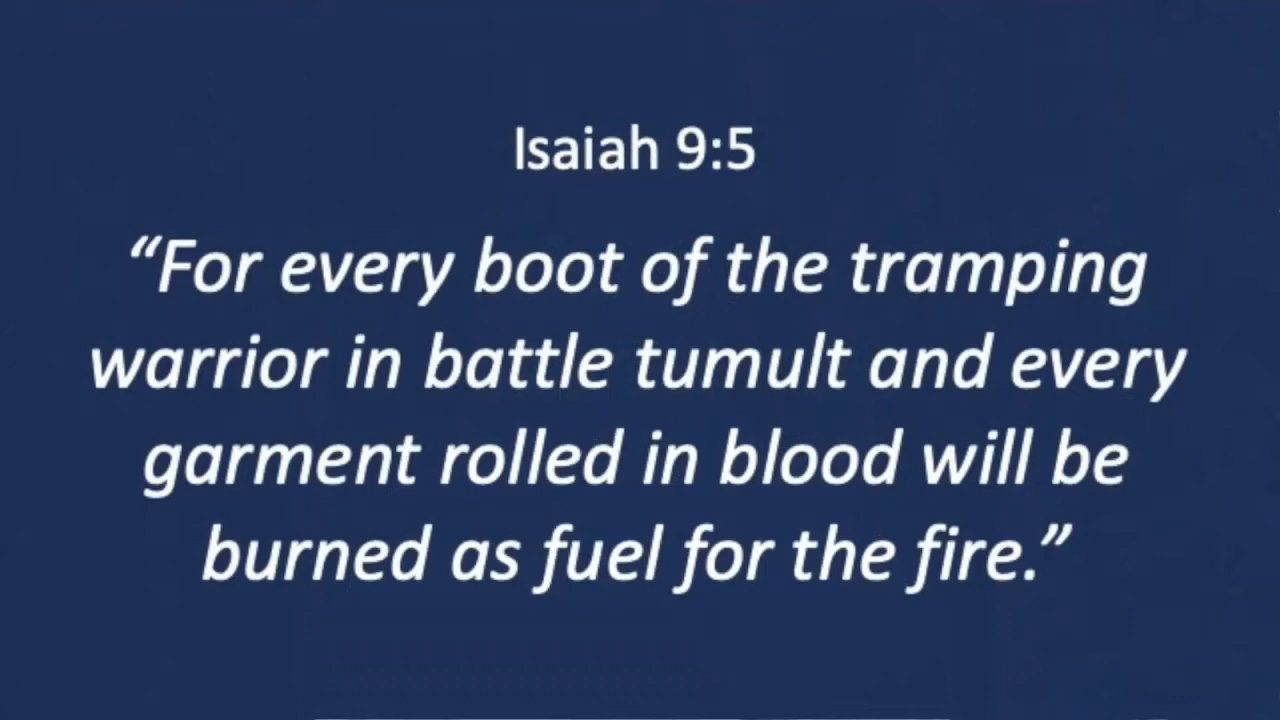 Isaiah 9:5
“For every boot of the tramping
warrior in battle tumult and every
garment rolled in blood will be
burned as fuel for the fire.”